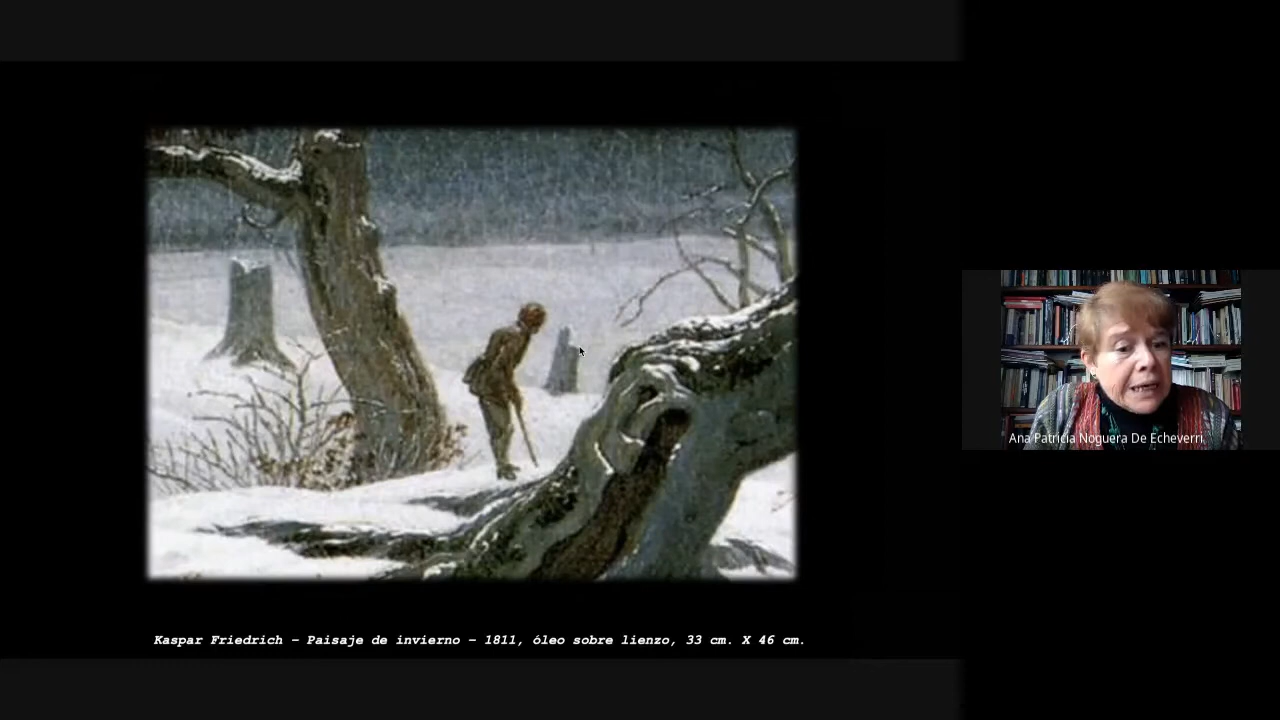 Ana Patricia Noguera De Echeverri.
Kaspar Friedrich – Paisaje de invierno – 1811, óleo sobre lienzo, 33 cm. X 46 cm.